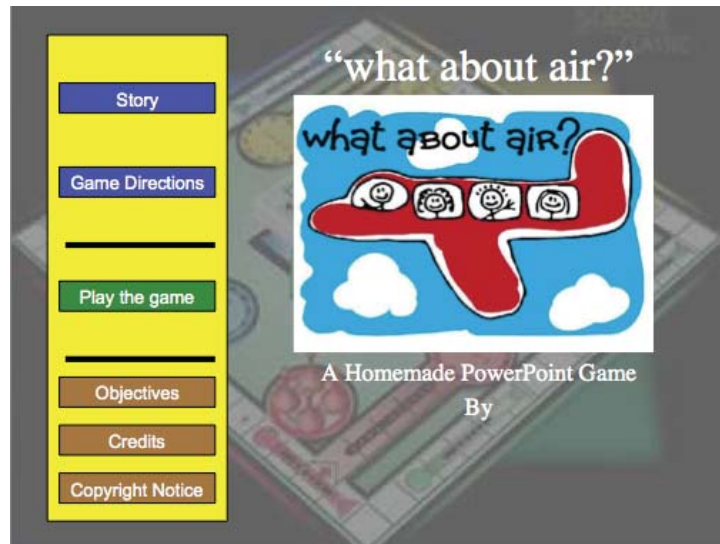 Story
Game Directions
Play the game
Objectives
Credits
Copyright Notice
“what about air?”
what about air?
A Homemade PowerPoint Game
By